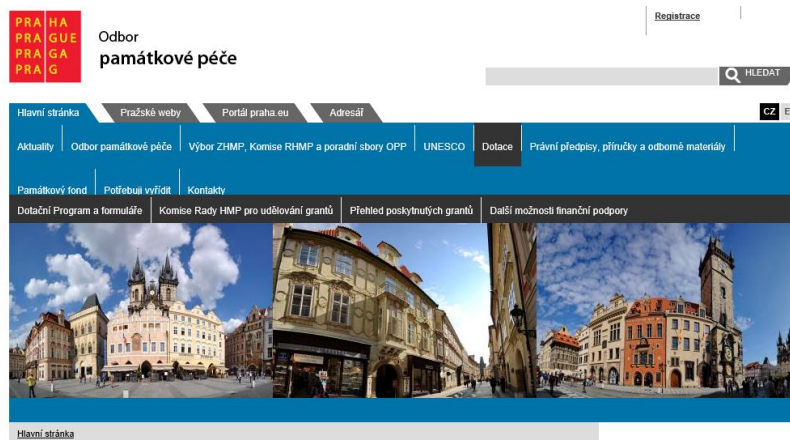 PRA HA
PRA GUE
PRA GA
PRA G
Odbor
památkové péče
Registrace
HLEDAT
Hlavní stránka Pražské weby Portál praha.eu Adresář
CZ E
Aktuality Odbor památkové péče Výbor ZHMP, Komise RHMP a poradní sbory OPP UNESCO Dotace Právní předpisy, příručky a odborné materiály
Památkový fond Potřebuji vyřídit Kontakty
Dotační Program a formuláře Komise Rady HMP pro udělování grantů Přehled poskytnutých grantů Další možnosti finanční podpory
Hlavní stránka